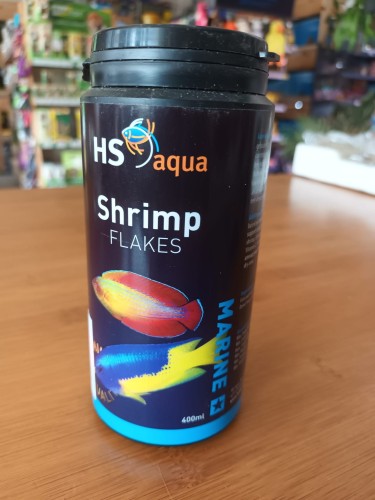 HS aqua
Shrimp
FLAKES
MARINE
400ml